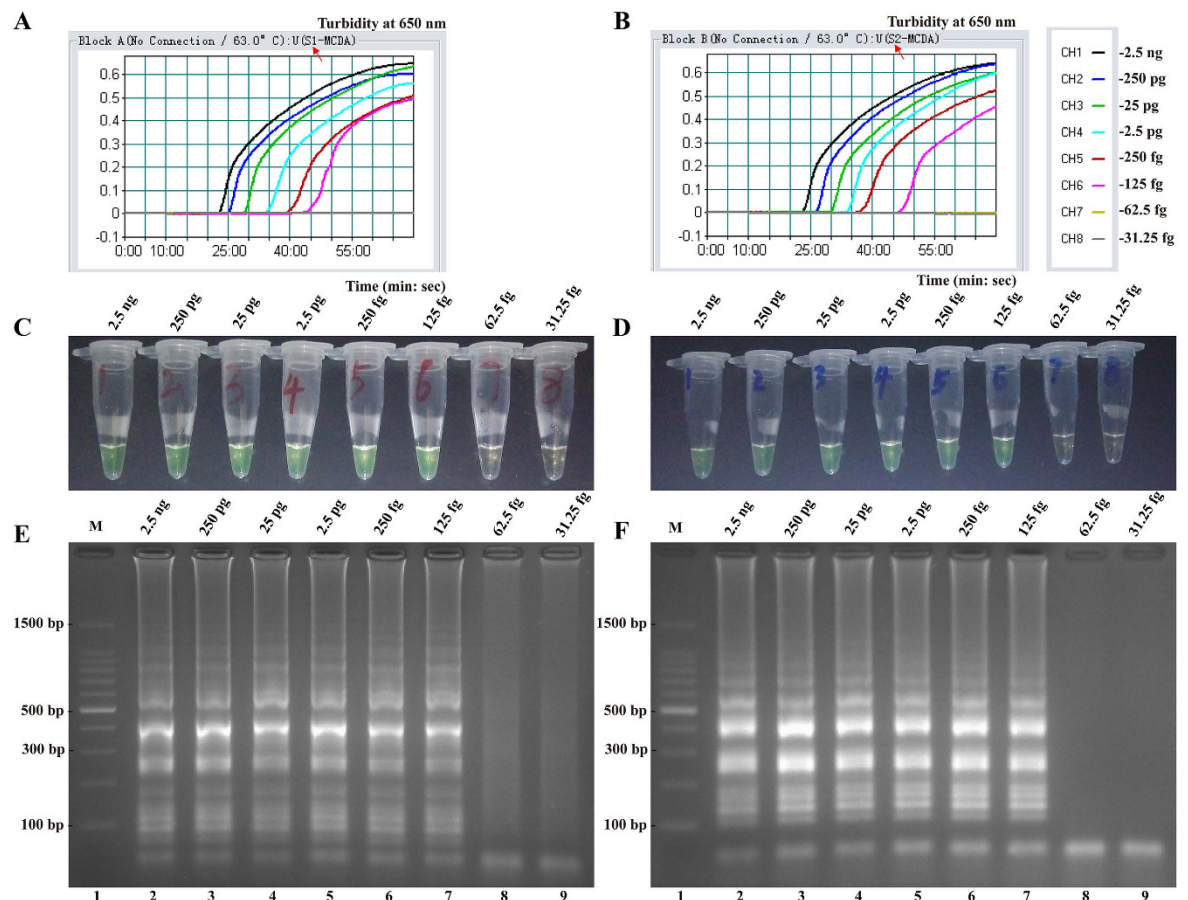 A
Turbidity at 650 nm
Block A(No Connection / 63.0° C):U(S1-MCDA)
0.6
0.5
0.4
0.3
0.2
0.1
0
-0.1
0:00 10:00 25:00 40:00 55:00
Time (min: sec)
B
Turbidity at 650 nm
Block B(No Connection / 63.0° C):U(S2-MCDA)
0.6
0.5
0.4
0.3
0.2
0.1
0
-0.1
0:00 10:00 25:00 40:00 55:00
Time (min: sec)
CH1 -2.5 ng
CH2 -250 pg
CH3 -25 pg
CH4 -2.5 pg
CH5 -250 fg
CH6 -125 fg
CH7 -62.5 fg
CH8 -31.25 fg
C
2.5 ng 250 pg 25 pg 2.5 pg 250 fg 125 fg 62.5 fg 31.25 fg
1 2 3 4 5 6 7 8
D
2.5 ng 250 pg 25 pg 2.5 pg 250 fg 125 fg 62.5 fg 31.25 fg
1 2 3 4 5 6 7 8
E
M 2.5 ng 250 pg 25 pg 2.5 pg 250 fg 125 fg 62.5 fg 31.25 fg
1500 bp
500 bp
300 bp
100 bp
1 2 3 4 5 6 7 8 9
F
M 2.5 ng 250 pg 25 pg 2.5 pg 250 fg 125 fg 62.5 fg 31.25 fg
1500 bp
500 bp
300 bp
100 bp
1 2 3 4 5 6 7 8 9